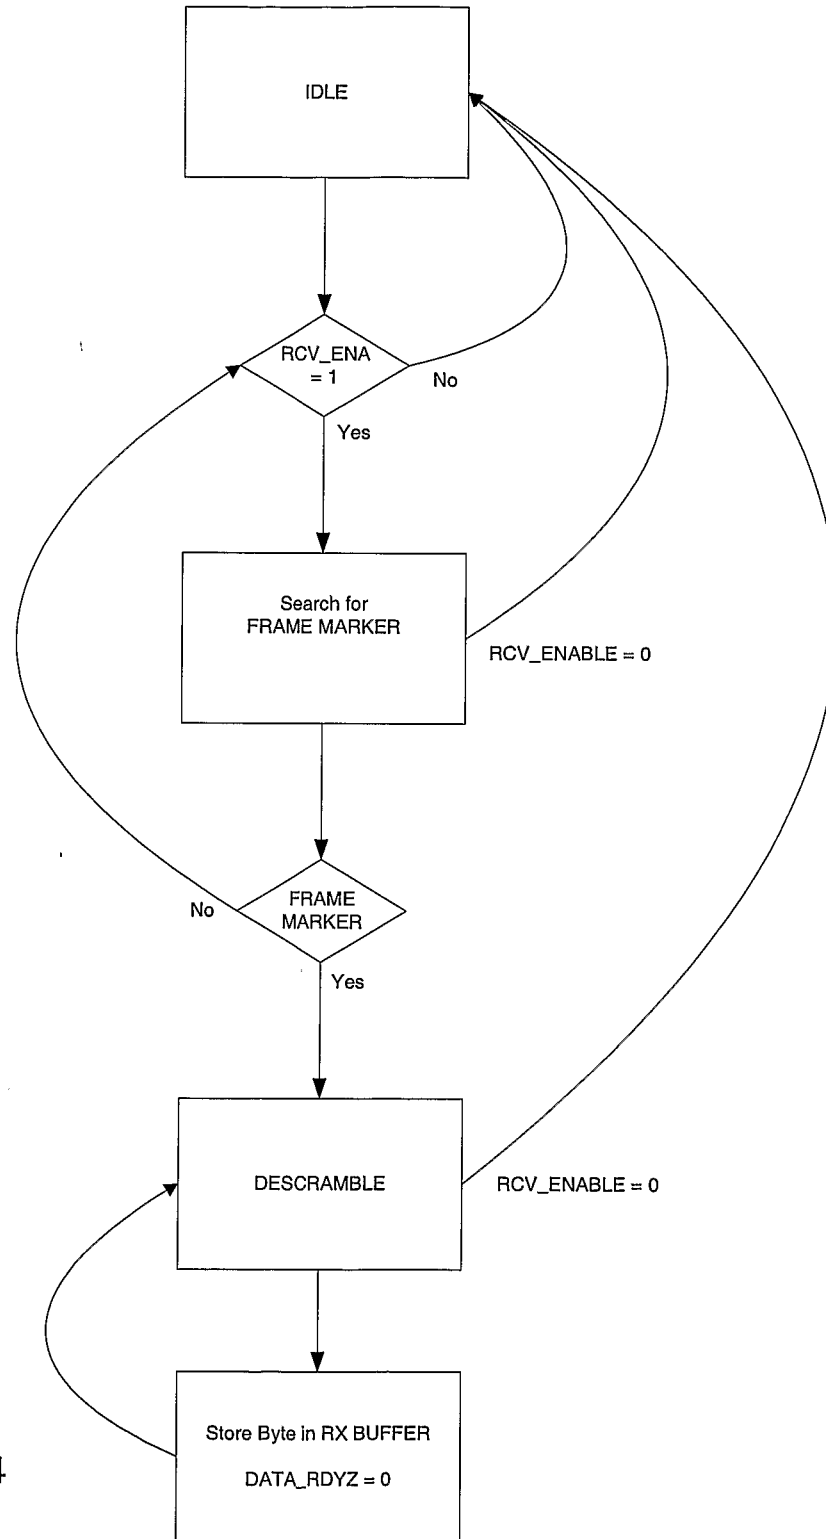 IDLE
RCV_ENA
= 1
No
Yes
Search for
FRAME MARKER
RCV_ENABLE = 0
No
FRAME
MARKER
Yes
DESCRAMBLE
RCV_ENABLE = 0
Store Byte in RX BUFFER
DATA_RDYZ = 0